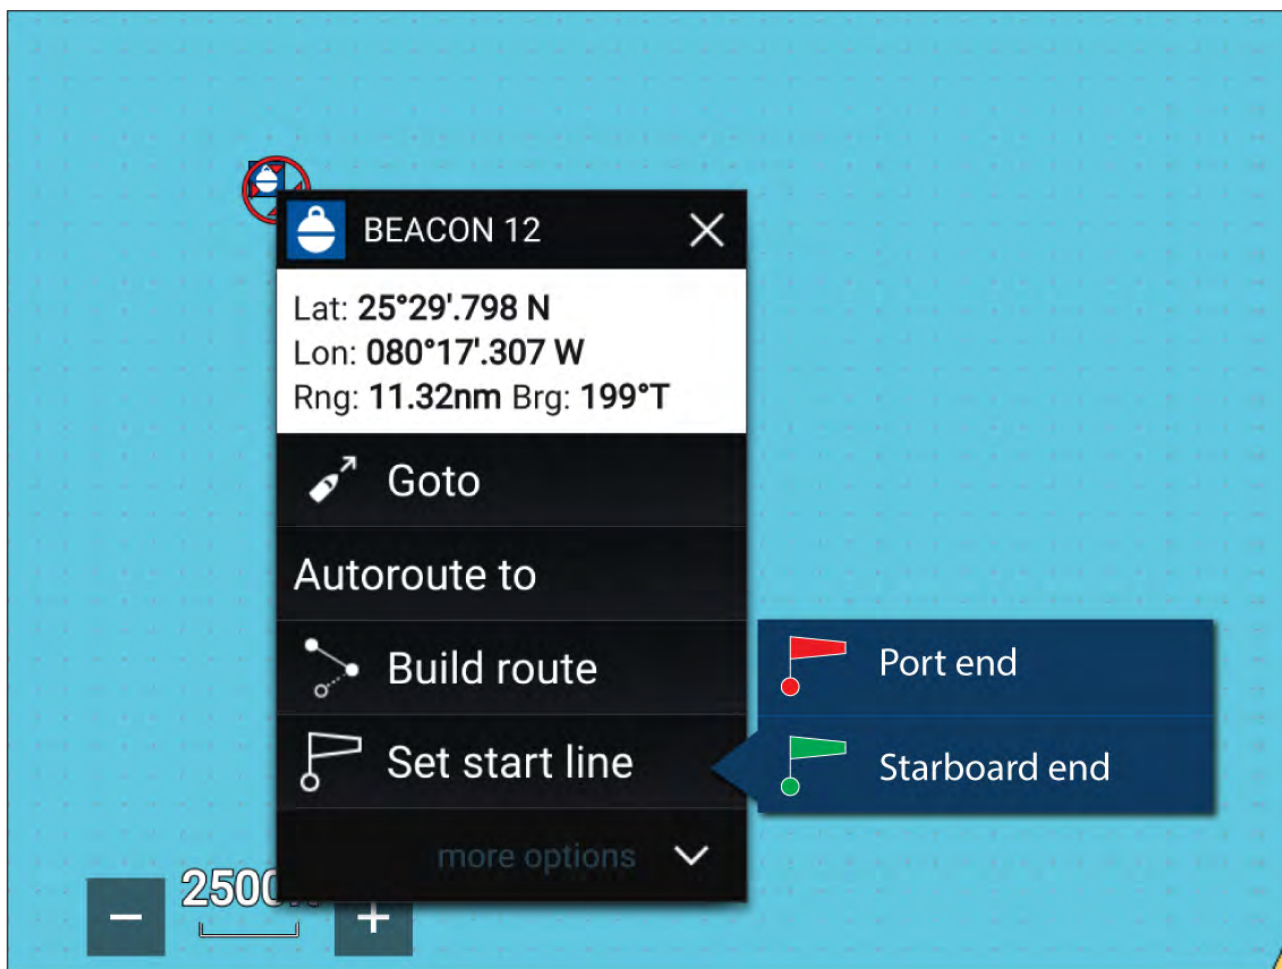 BEACON 12
Lat: 25°29'.798 N
Lon: 080°17'.307 W
Rng: 11.32nm Brg: 199°T
Goto
Autoroute to
Build route
Port end
Set start line
Starboard end
more options